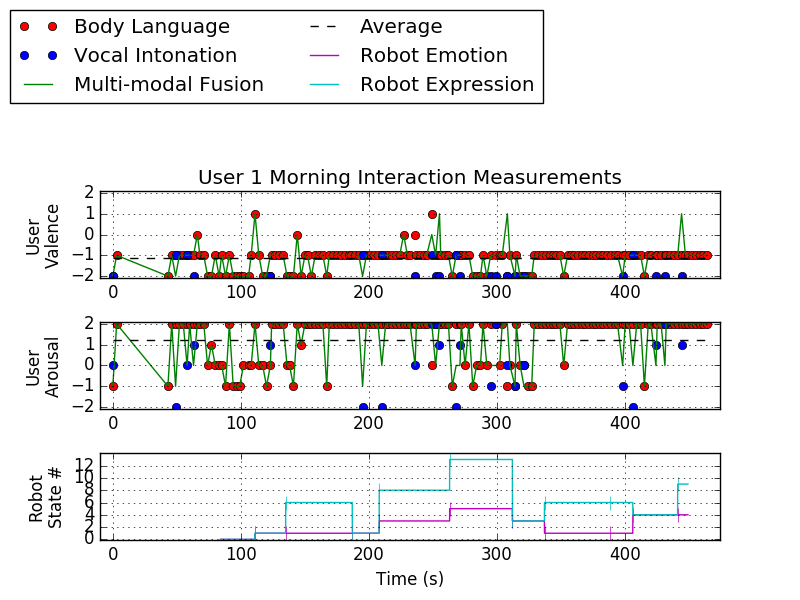 Body Language
Vocal Intonation
Multi-modal Fusion
Average
Robot Emotion
Robot Expression
User 1 Morning Interaction Measurements
User
Valence
2
1
0
−1
−2
0 100 200 300 400
User
Arousal
2
1
0
−1
−2
0 100 200 300 400
Robot
State #
12
10
8
6
4
2
0
0 100 200 300 400
Time (s)